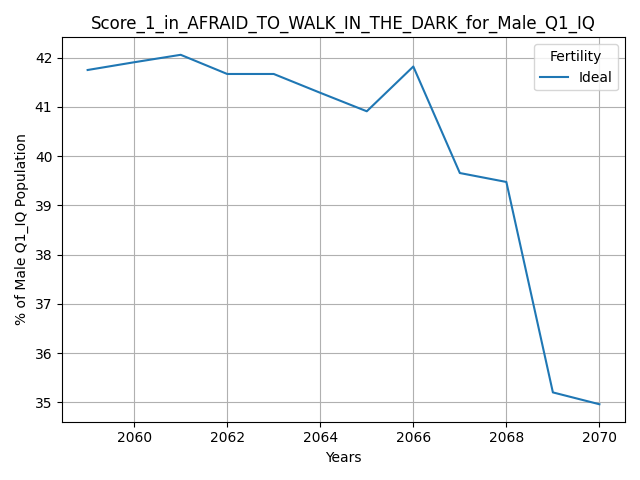 Score_1_in_AFRAID_TO_WALK_IN_THE_DARK_for_Male_Q1_IQ
Fertility
Ideal
% of Male Q1_IQ Population
42
41
40
39
38
37
36
35
2060
2062
2064
2066
2068
2070
Years